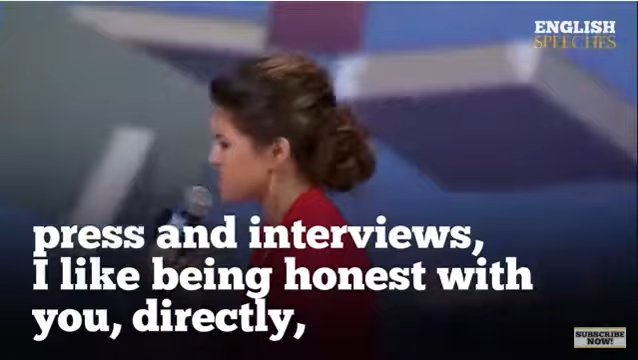 ENGLISH
SPEECHES
press and interviews,
I like being honest with
you, directly,
SUBSCRIBE
NOW!